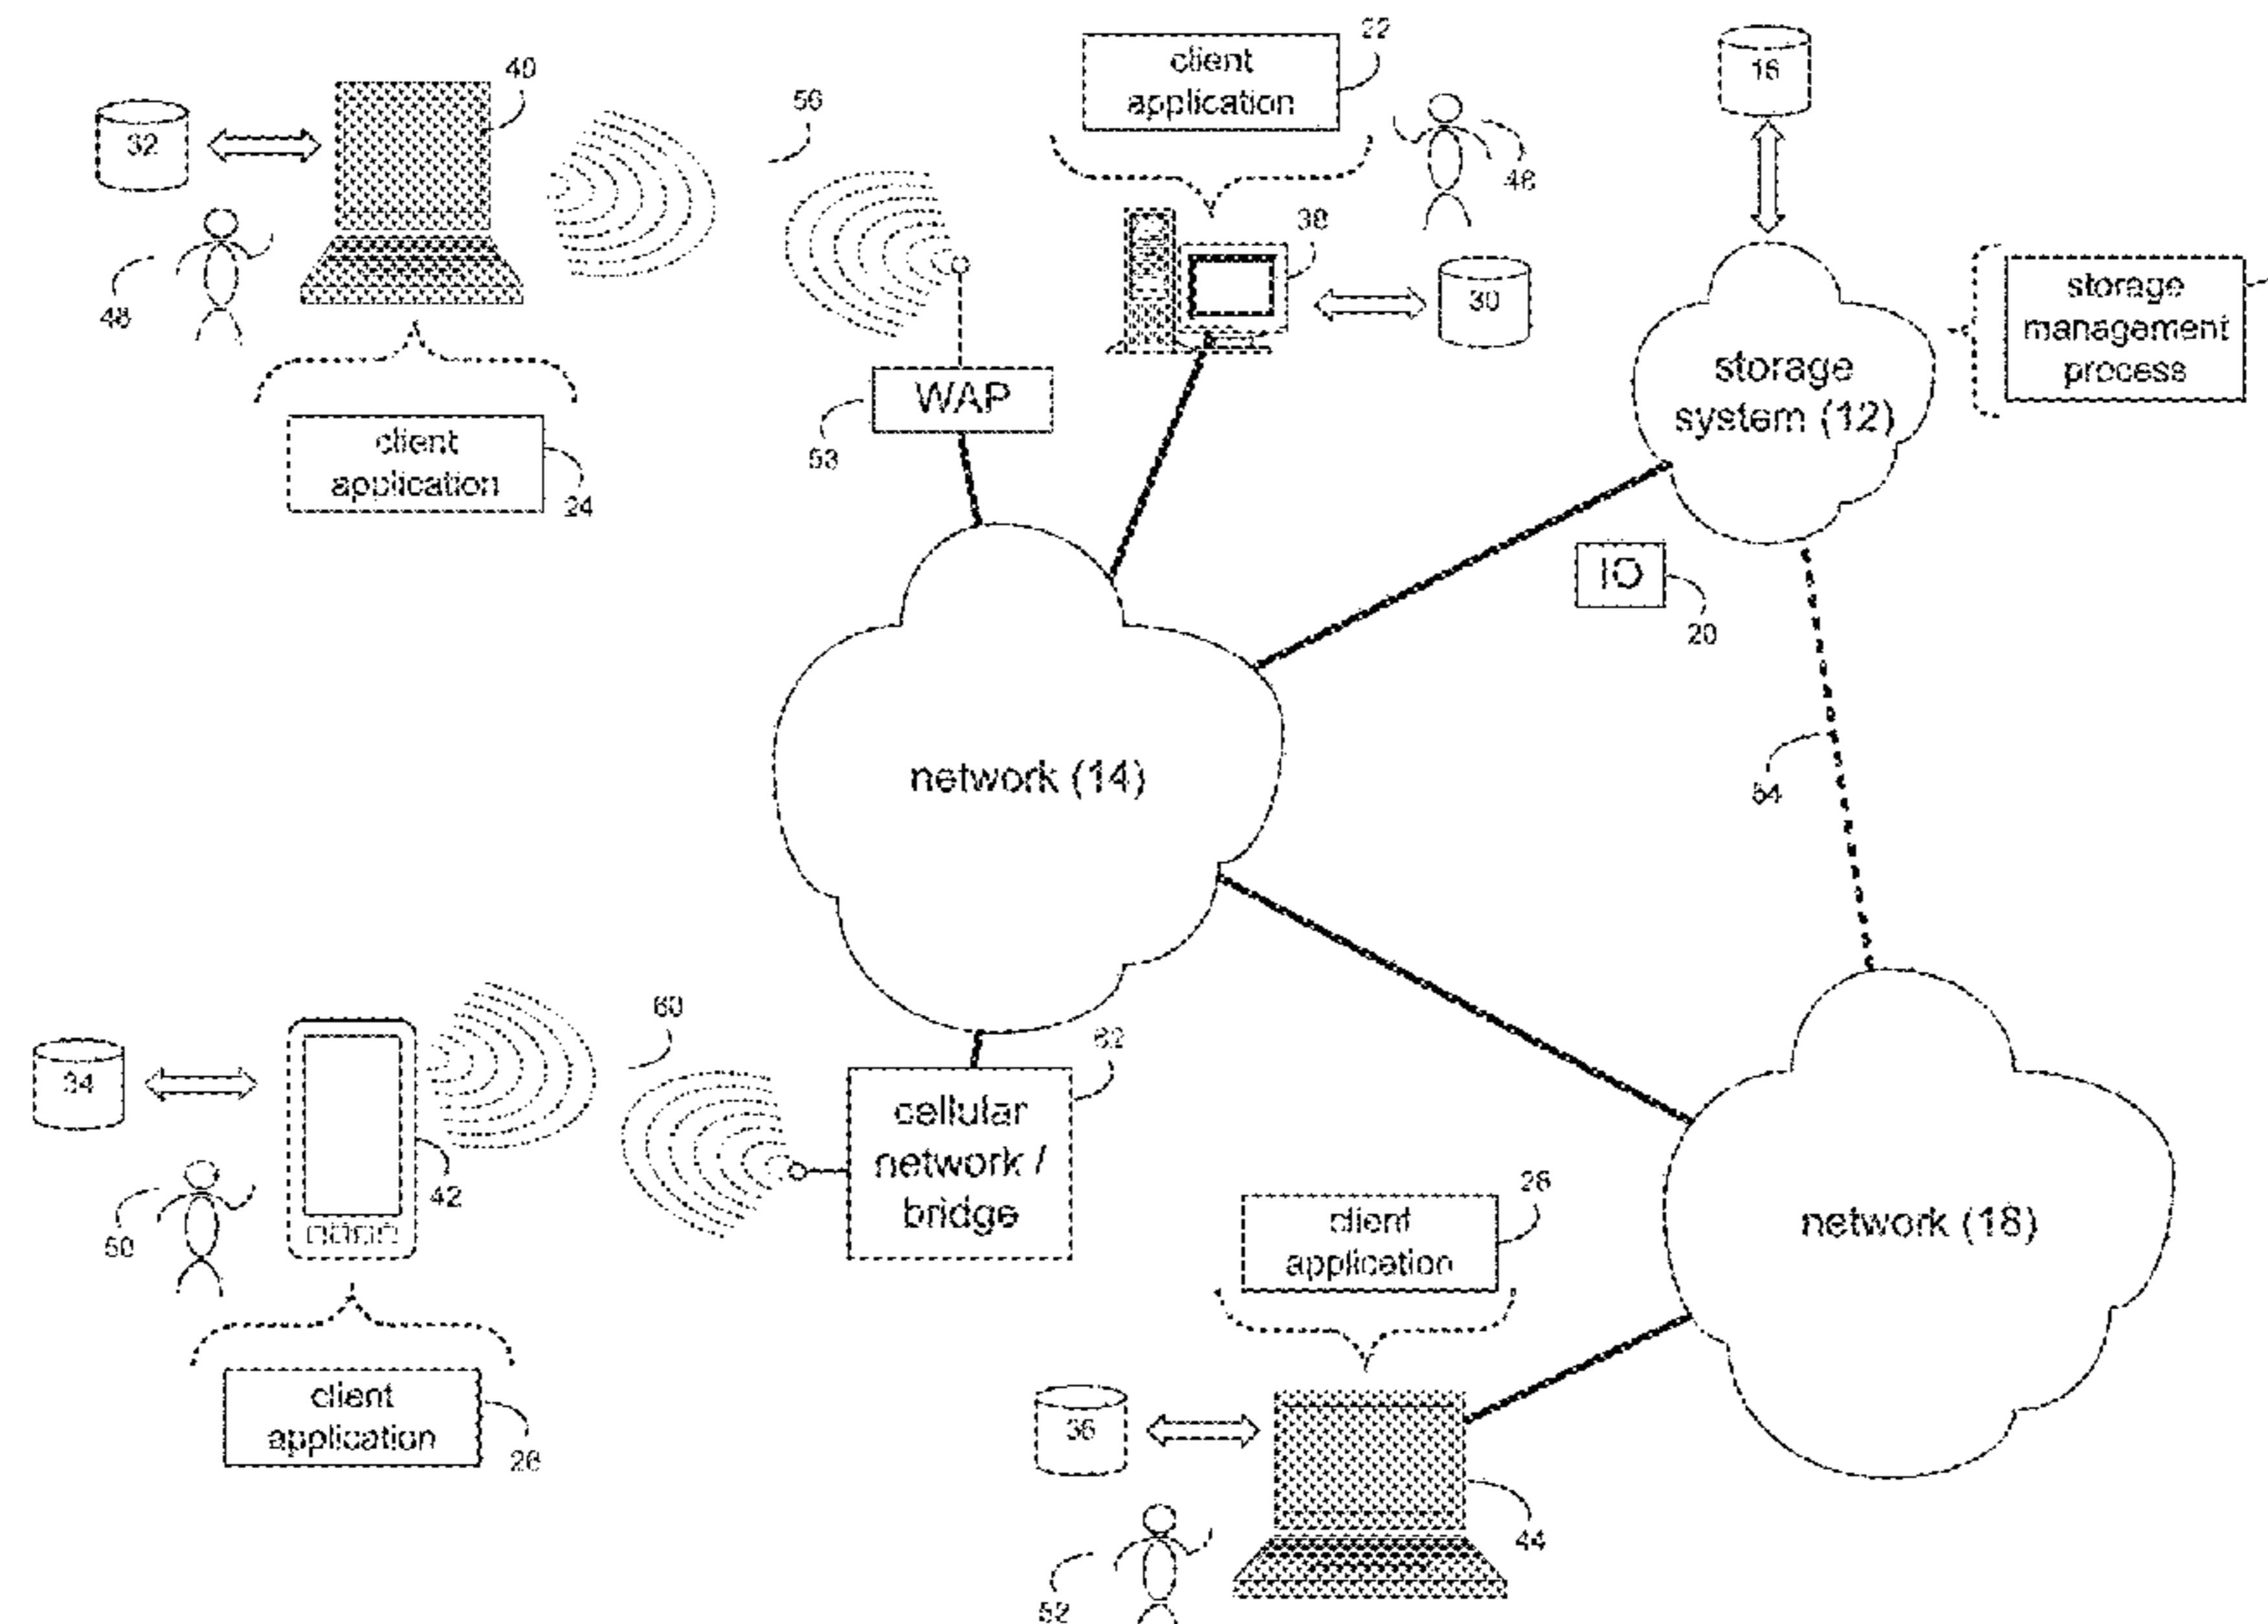 22
client
application
16
40
32
56
46
38
30
48
storage
management
process
storage
system (12)
WAP
53
client
application
24
IO
20
network (14)
54
60
62
34
cellular
network /
bridge
42
50
28
client
application
network (18)
client
application
26
36
44
52